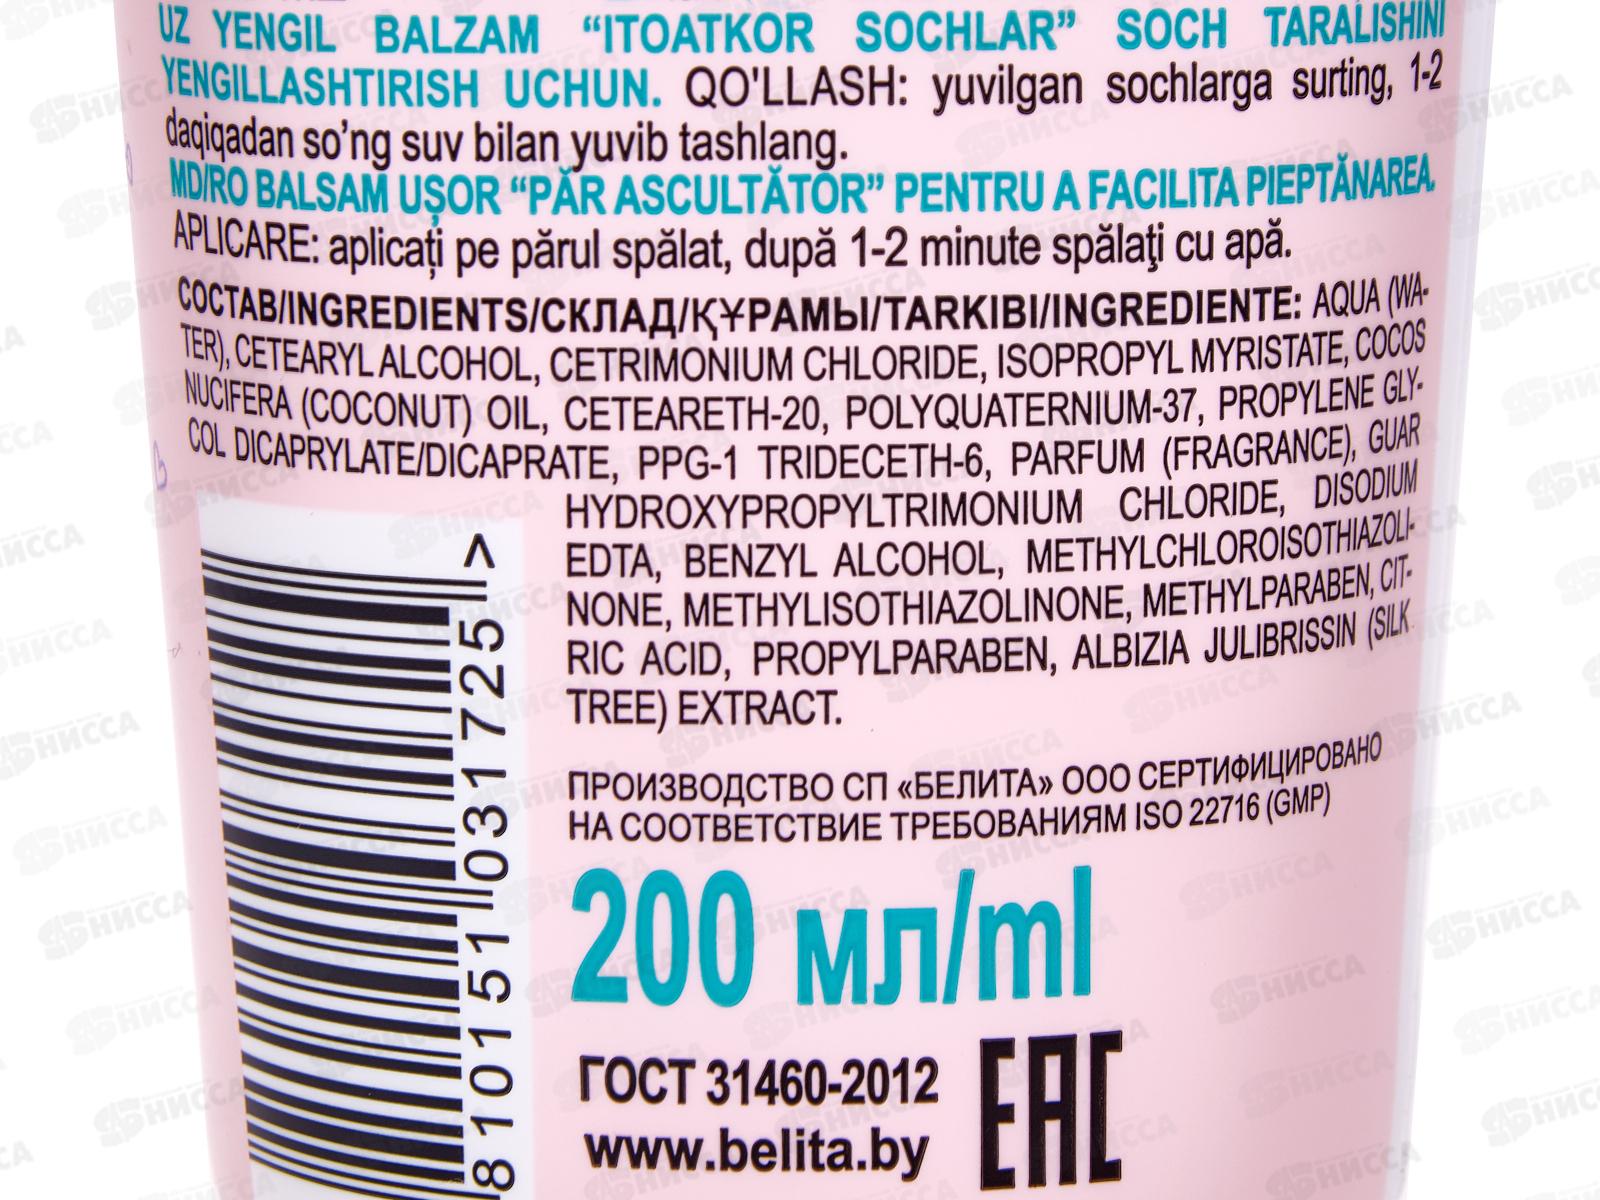 UZ YENGIL BALZAM “ITOATKOR SOCHLAR” SOCH TARALISHINI
YENGILLASHTIRISH UCHUN. QO'LLASH: yuvilgan sochlarga surting, 1-2
daqiqadan so’ng suv bilan yuvib tashlang.
MD/RO BALSAM UȘOR “PĂR ASCULTĂTOR” PENTRU A FACILITA PIEPTĂNAREA.
APLICARE: aplicați pe părul spălat, după 1-2 minute spălaţi cu apă.
СОСТАВ/INGREDIENTS/СКЛАД/ҚҰРАМЫ/TARKIBI/INGREDIENTE: AQUA (WA-
TER), CETEARYL ALCOHOL, CETRIMONIUM CHLORIDE, ISOPROPYL MYRISTATE, COCOS
NUCIFERA (COCONUT) OIL, CETEARETH-20, POLYQUATERNIUM-37, PROPYLENE GLY-
COL DICAPRYLATE/DICAPRATE, PPG-1 TRIDECETH-6, PARFUM (FRAGRANCE), GUAR
HYDROXYPROPYLTRIMONIUM CHLORIDE, DISODIUM
EDTA, BENZYL ALCOHOL, METHYLCHLOROISOTHIAZOLI-
NONE, METHYLISOTHIAZOLINONE, METHYLPARABEN, CIT-
RIC ACID, PROPYLPARABEN, ALBIZIA JULIBRISSIN (SILK
TREE) EXTRACT.
ПРОИЗВОДСТВО СП «БЕЛИТА» ООО СЕРТИФИЦИРОВАНО
НА СООТВЕТСТВИЕ ТРЕБОВАНИЯМ ISO 22716 (GMP)
200 мл/ml
ГОСТ 31460-2012
www.belita.by
EAC
810151031725>
НИССА